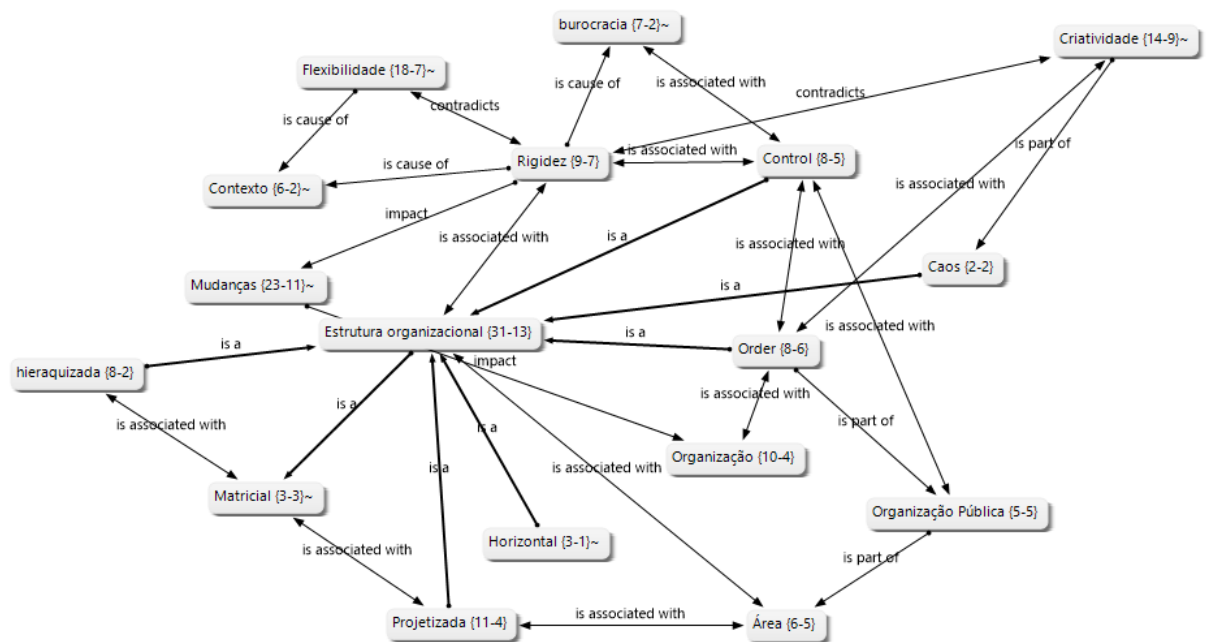 burocracia {7-2}~
Criatividade {14-9}~
Flexibilidade {18-7}~
is associated with
is cause of
contradicts
contradicts
is cause of
is part of
is associated with
Rigidez {9-7}
Control {8-5}
is cause of
Contexto {6-2}~
is associated with
impact
is associated with
is a
is associated with
Caos {2-2}
Mudanças {23-11}~
is a
is associated with
Estrutura organizacional {31-13}
is a
Order {8-6}
is a
impact
hieraquizada {8-2}
is associated with
is a
is a
is associated with
is part of
Organização {10-4}
is a
is associated with
Matricial {3-3}~
Organização Pública {5-5}
Horizontal {3-1}~
is associated with
is part of
is associated with
Projetizada {11-4}
Área {6-5}